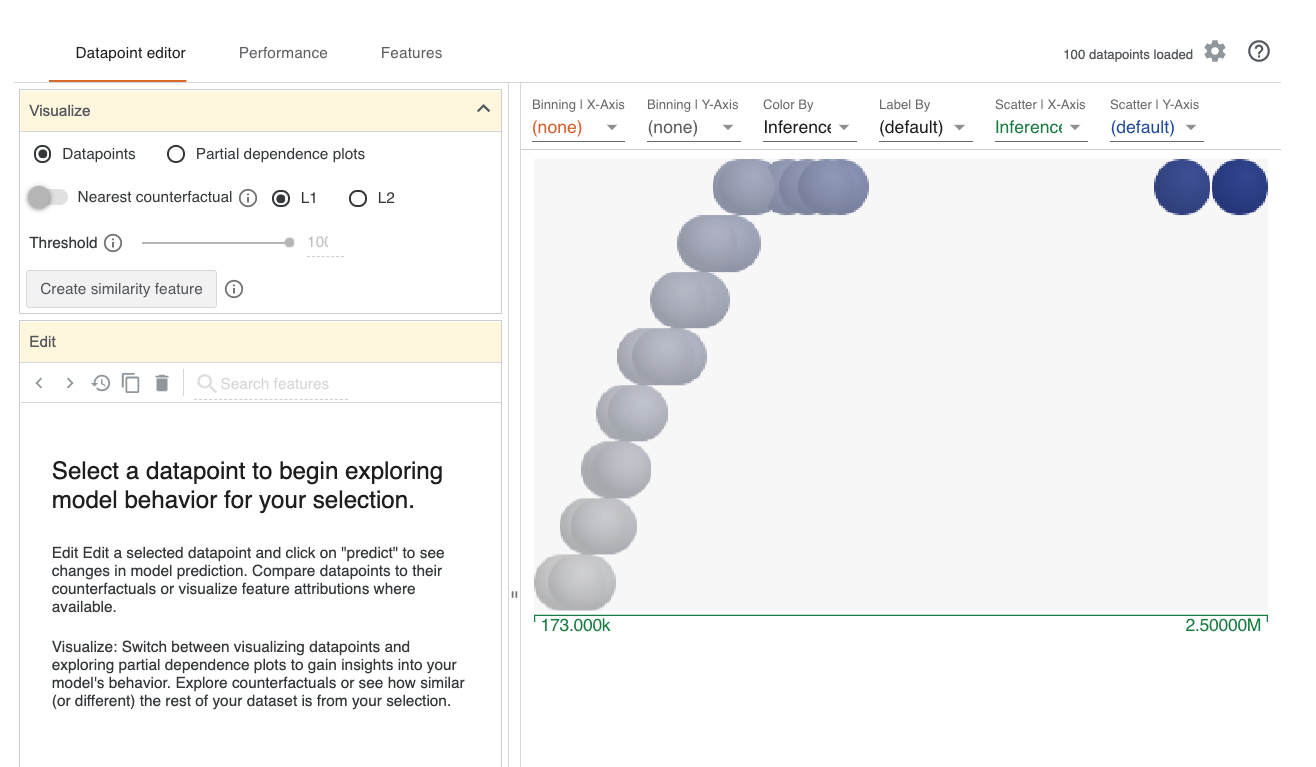 Datapoint editor Performance Features 100 datapoints loaded
Visualize
Datapoints Partial dependence plots
Nearest counterfactual L1 L2
Threshold 100
Create similarity feature
Edit
Search features
Select a datapoint to begin exploring
model behavior for your selection.
Edit Edit a selected datapoint and click on "predict" to see
changes in model prediction. Compare datapoints to their
counterfactuals or visualize feature attributions where
available.
Visualize: Switch between visualizing datapoints and
exploring partial dependence plots to gain insights into your
model's behavior. Explore counterfactuals or see how similar
(or different) the rest of your dataset is from your selection.
Binning | X-Axis Binning | Y-Axis Color By Label By Scatter | X-Axis Scatter | Y-Axis
(none) (none) Inference (default) Inference (default)
173.000k 2.50000M